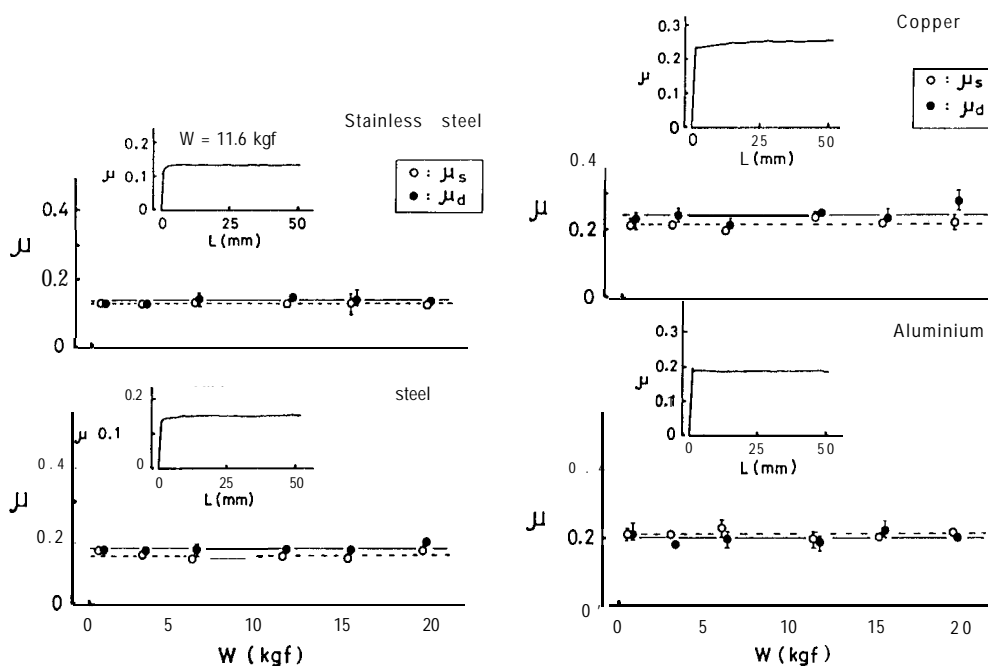 Stainless steel
W = 11.6 kgf
0.2
μ 0.1
0
0 25 50
L (mm)
○ : μs
● : μd
0.4
μ
0.2
0
steel
0.2
μ 0.1
0
0 25 50
L (mm)
0.4
μ
0.2
0
0 5 10 15 20
W (kgf)
Copper
0.3
0.2
μ
0.1
0
0 25 50
L (mm)
○ : μs
● : μd
0.4
μ
0.2
0
Aluminium
0.3
0.2
μ
0.1
0
0 25 50
L (mm)
μ
0.2
0
0 5 10 15 20
W (kgf)